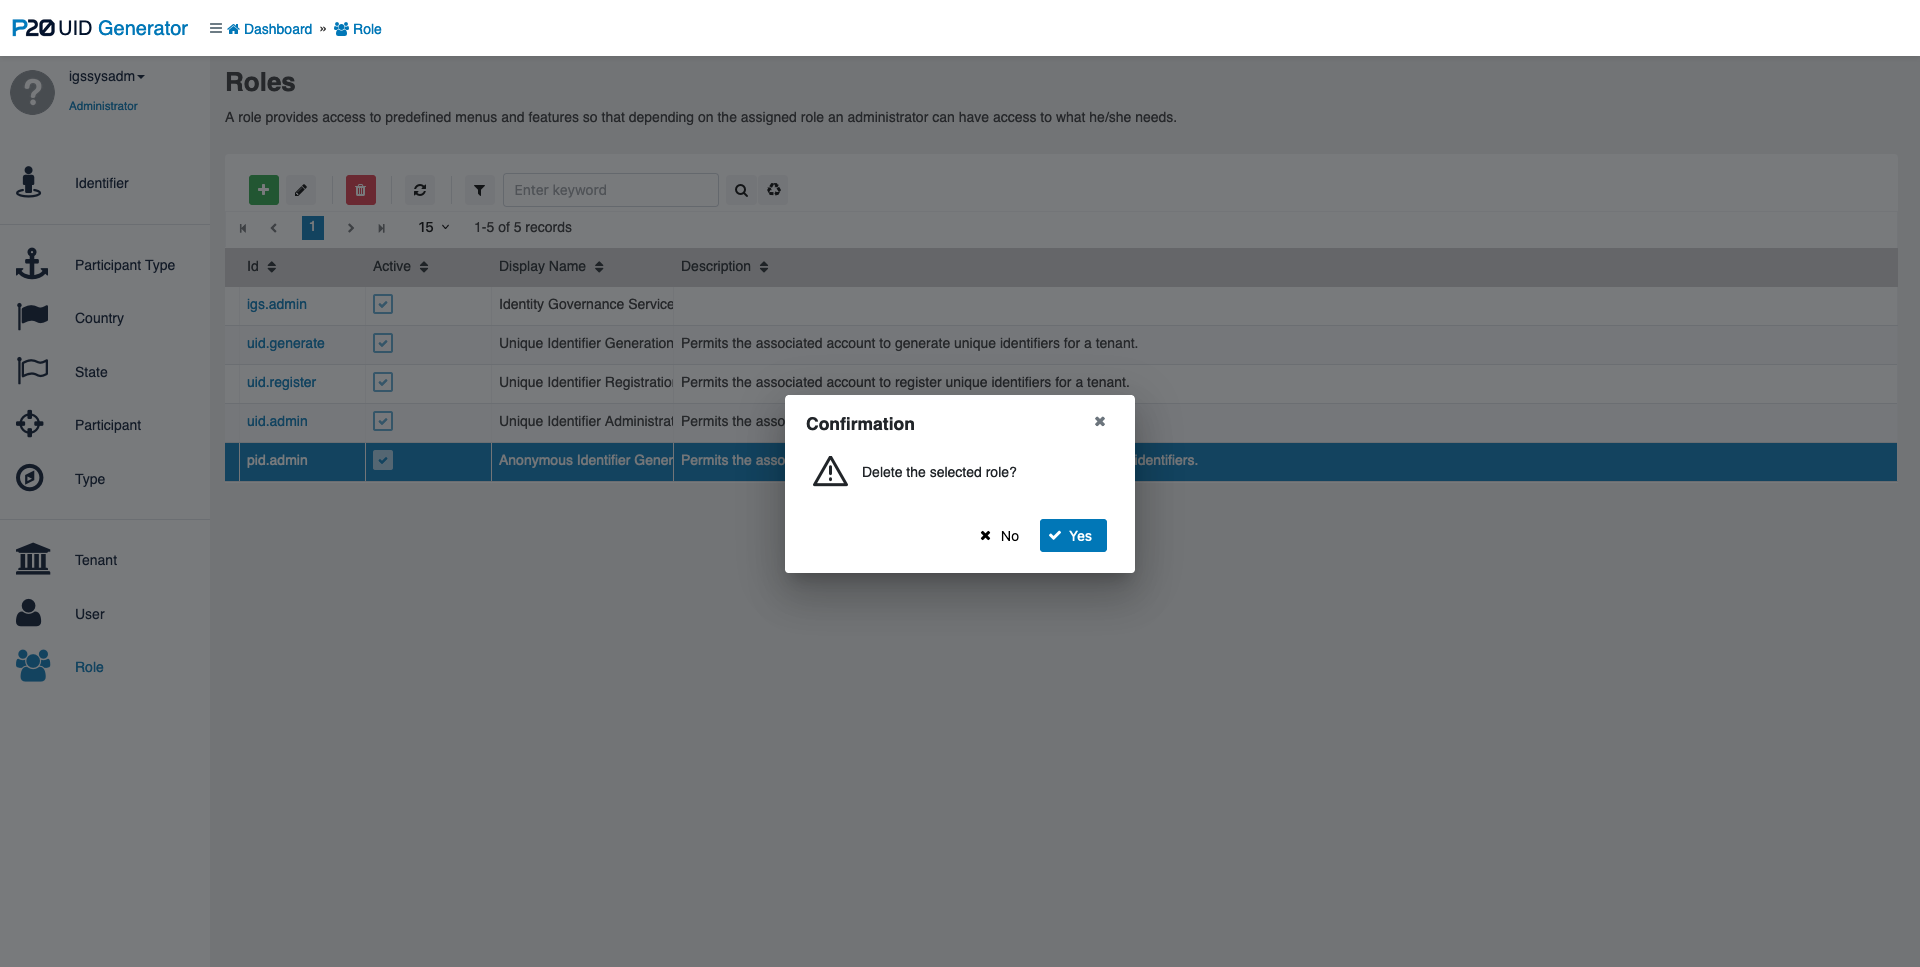 P20 UID Generator
Dashboard » Role
igssysadm
Administrator
Identifier
Participant Type
Country
State
Participant
Type
Tenant
User
Role
Roles
A role provides access to predefined menus and features so that depending on the assigned role an administrator can have access to what he/she needs.
Enter keyword
1 15 1-5 of 5 records
Id Active Display Name Description
igs.admin Identity Governance Service
uid.generate Unique Identifier Generation Permits the associated account to generate unique identifiers for a tenant.
uid.register Unique Identifier Registration Permits the associated account to register unique identifiers for a tenant.
uid.admin Unique Identifier Administrat Permits the asso
pid.admin Anonymous Identifier Gener Permits the asso identifiers.
Confirmation
Delete the selected role?
No Yes